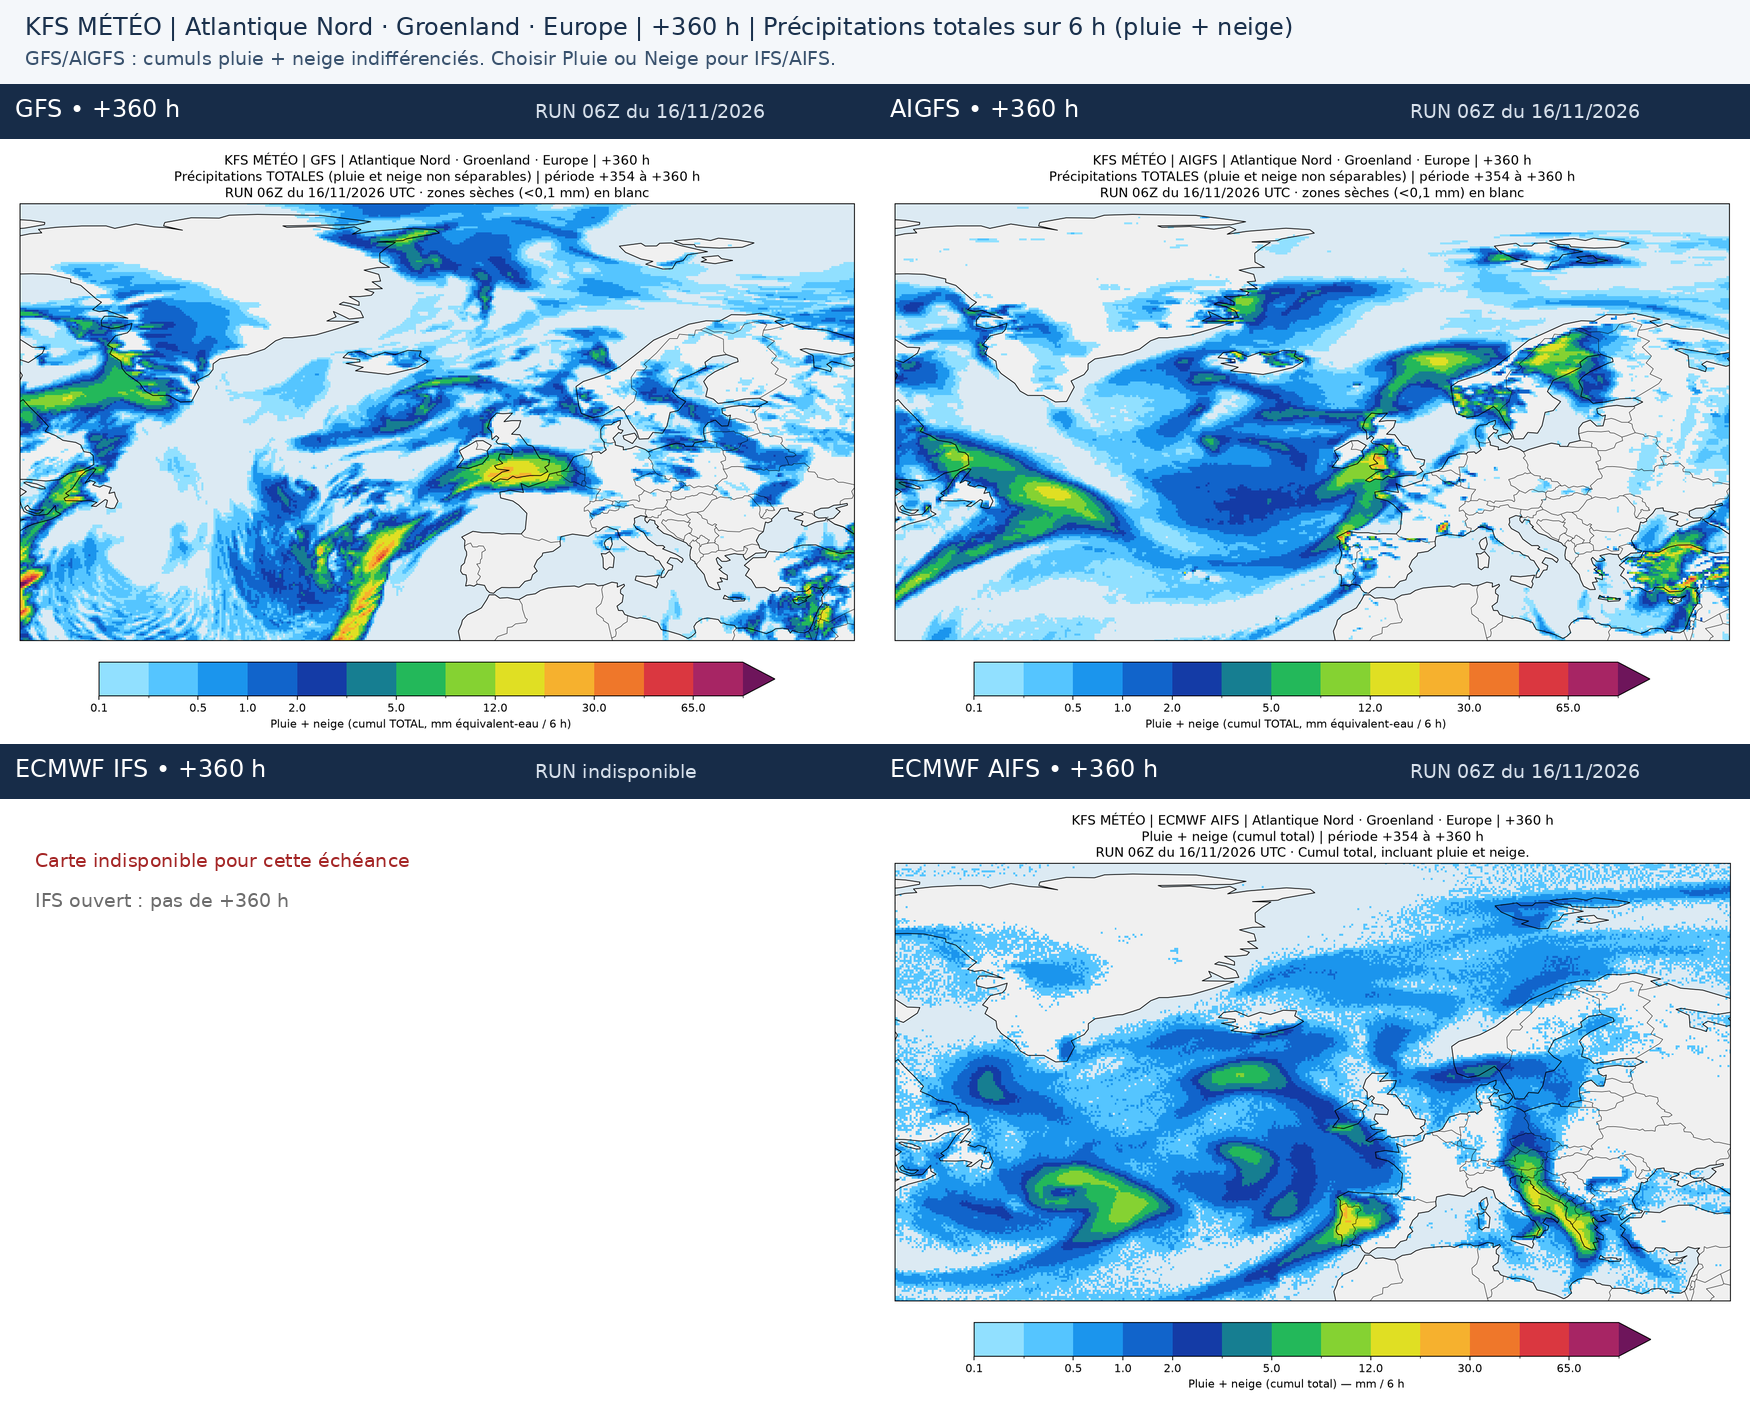 KFS MÉTÉO | Atlantique Nord · Groenland · Europe | +360 h | Précipitations totales sur 6 h (pluie + neige)
GFS/AIGFS : cumuls pluie + neige indifférenciés. Choisir Pluie ou Neige pour IFS/AIFS.
GFS • +360 h
RUN 06Z du 16/11/2026
AIGFS • +360 h
RUN 06Z du 16/11/2026
KFS MÉTÉO | GFS | Atlantique Nord · Groenland · Europe | +360 h
Précipitations TOTALES (pluie et neige non séparables) | période +354 à +360 h
RUN 06Z du 16/11/2026 UTC · zones sèches (<0,1 mm) en blanc
KFS MÉTÉO | AIGFS | Atlantique Nord · Groenland · Europe | +360 h
Précipitations TOTALES (pluie et neige non séparables) | période +354 à +360 h
RUN 06Z du 16/11/2026 UTC · zones sèches (<0,1 mm) en blanc
0.1 0.5 1.0 2.0 5.0 12.0 30.0 65.0
Pluie + neige (cumul TOTAL, mm équivalent-eau / 6 h)
0.1 0.5 1.0 2.0 5.0 12.0 30.0 65.0
Pluie + neige (cumul TOTAL, mm équivalent-eau / 6 h)
ECMWF IFS • +360 h
RUN indisponible
ECMWF AIFS • +360 h
RUN 06Z du 16/11/2026
Carte indisponible pour cette échéance
IFS ouvert : pas de +360 h
KFS MÉTÉO | ECMWF AIFS | Atlantique Nord · Groenland · Europe | +360 h
Pluie + neige (cumul total) | période +354 à +360 h
RUN 06Z du 16/11/2026 UTC · Cumul total, incluant pluie et neige.
0.1 0.5 1.0 2.0 5.0 12.0 30.0 65.0
Pluie + neige (cumul total) — mm / 6 h